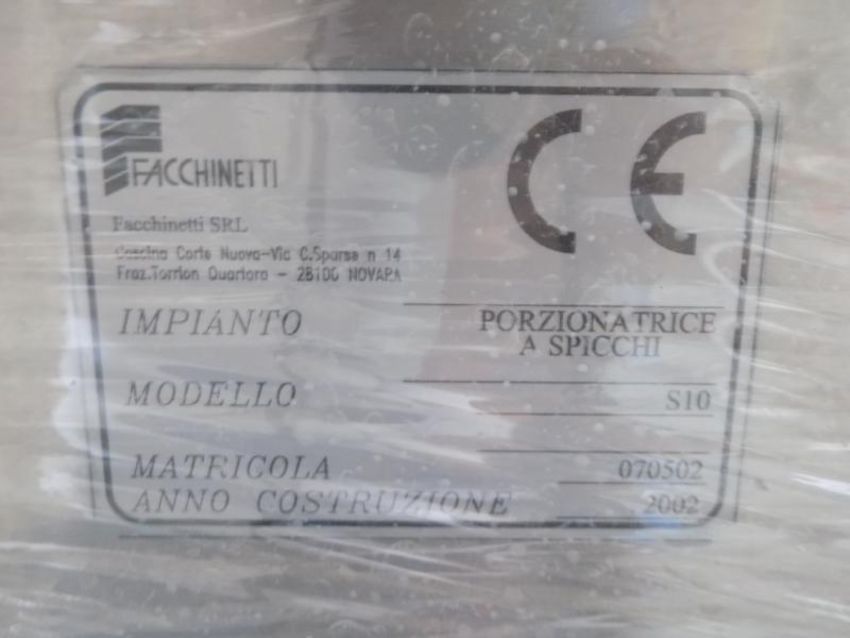 FACCHINETTI
CE
Facchinetti SRL
Cascina Corte Nuova-Via C.Sparse n 14
Fraz.Torrion Quartara - 28100 NOVARA
IMPIANTO PORZIONATRICE
A SPICCHI
MODELLO S10
MATRICOLA 070502
ANNO COSTRUZIONE 2002